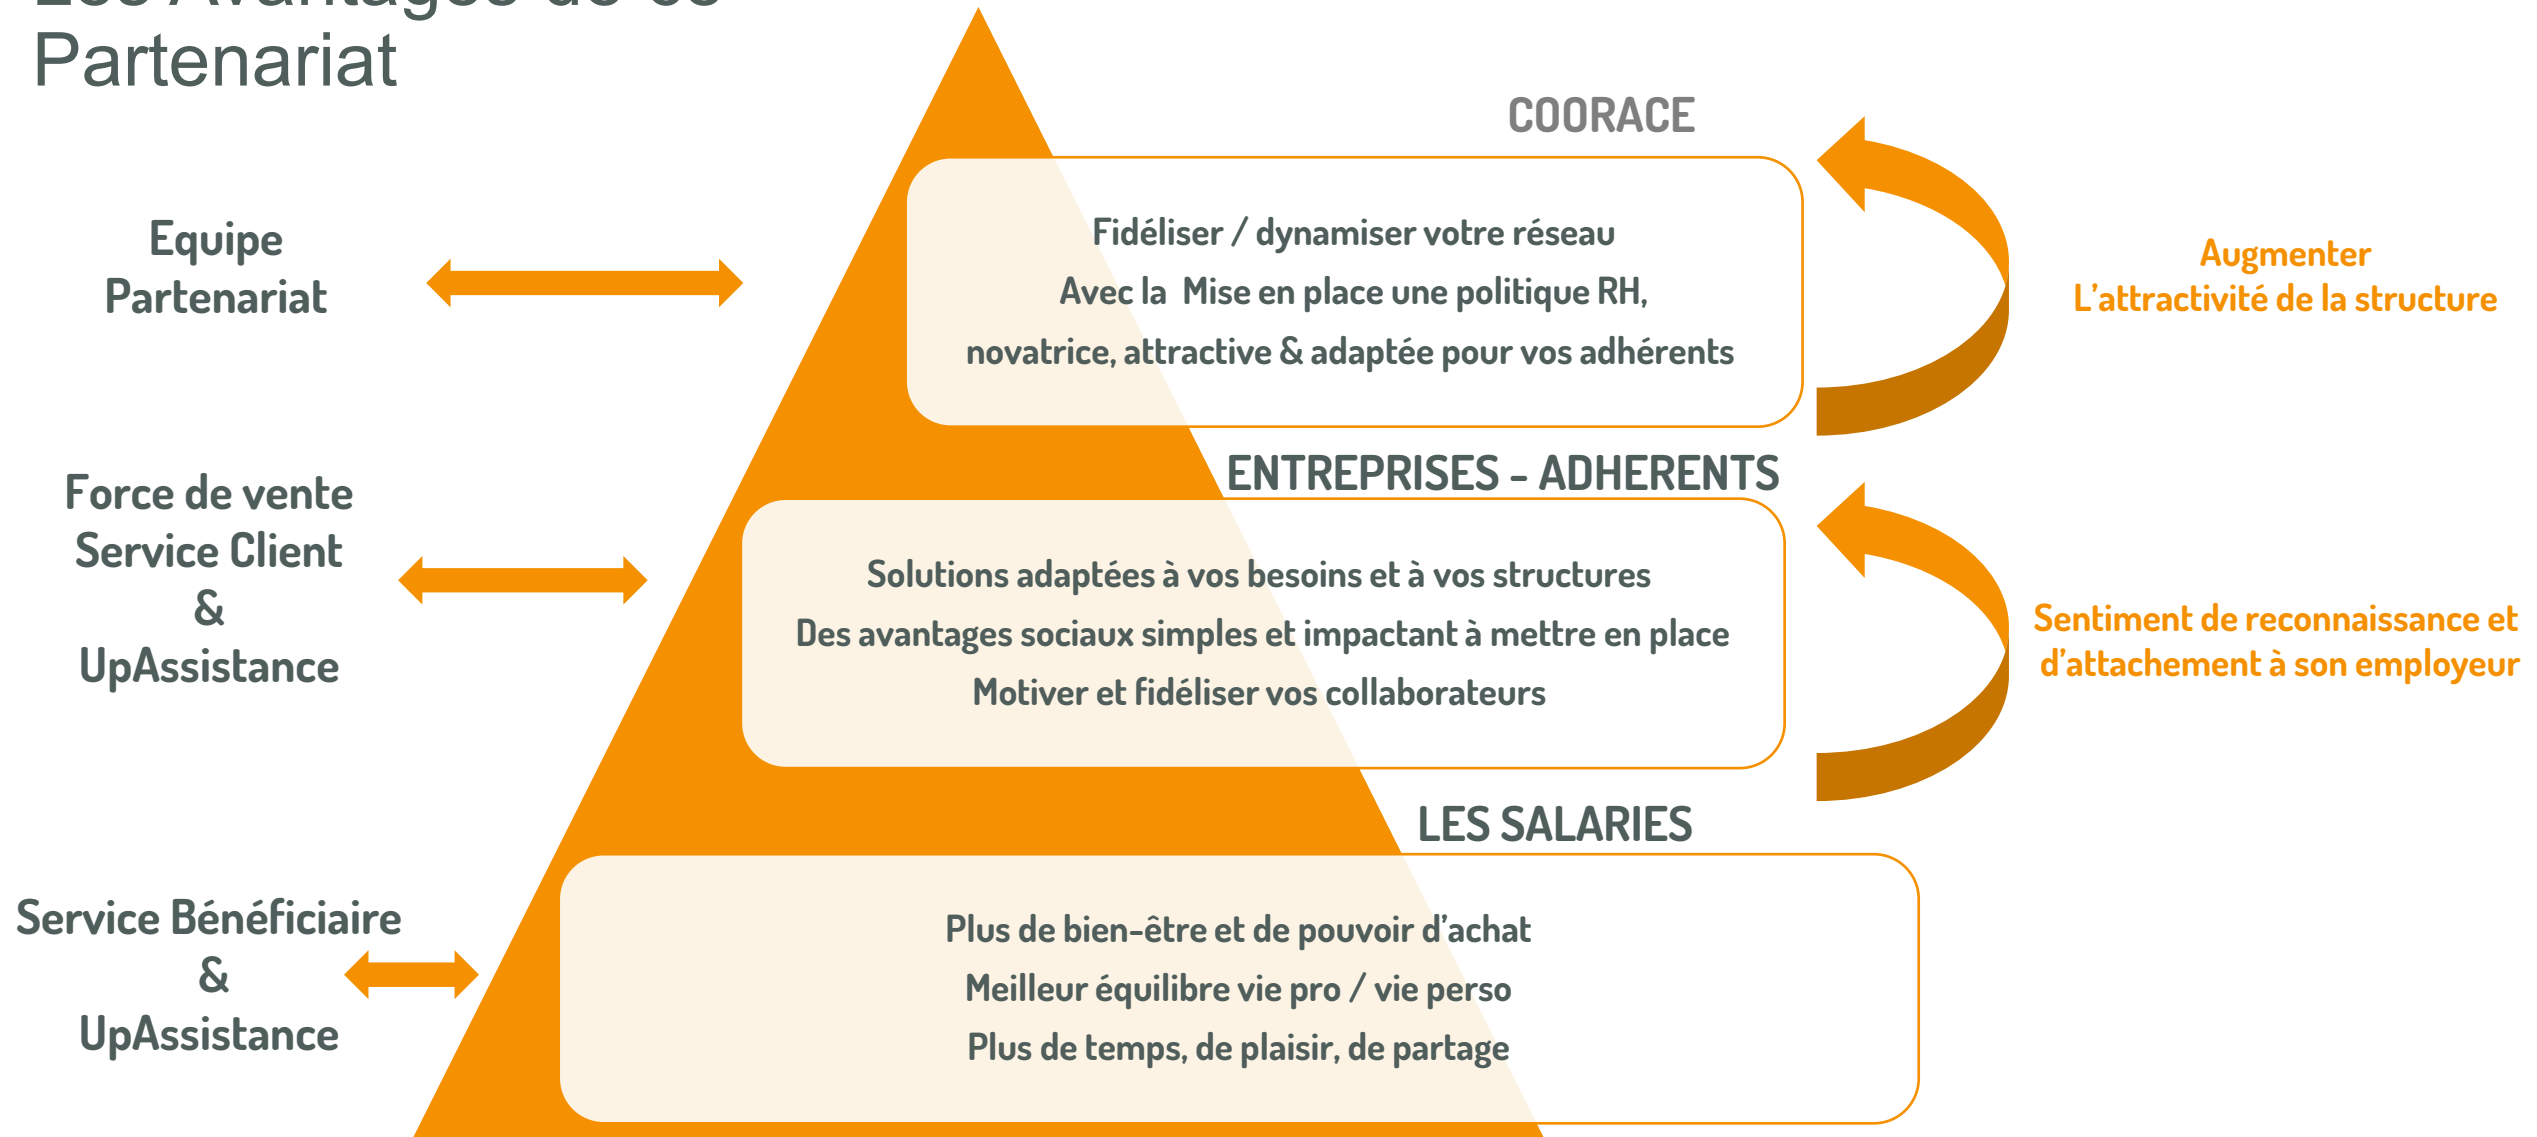 Les Avantages de ce
Partenariat
COORACE
Equipe
Partenariat
Fidéliser / dynamiser votre réseau
Avec la  Mise en place une politique RH,
novatrice, attractive & adaptée pour vos adhérents
Augmenter
L’attractivité de la structure
ENTREPRISES - ADHERENTS
Force de vente
Service Client
&
UpAssistance
Solutions adaptées à vos besoins et à vos structures
Des avantages sociaux simples et impactant à mettre en place
Motiver et fidéliser vos collaborateurs
Sentiment de reconnaissance et
d’attachement à son employeur
LES SALARIES
Service Bénéficiaire
&
UpAssistance
Plus de bien-être et de pouvoir d’achat
Meilleur équilibre vie pro / vie perso
Plus de temps, de plaisir, de partage